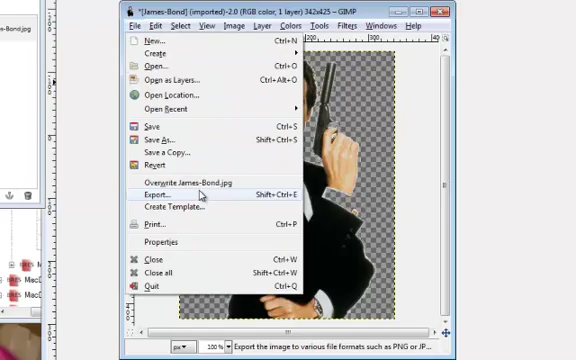 *[James-Bond] (imported)-2.0 (RGB color, 1 layer) 342x425 – GIMP
File Edit Select View Image Layer Colors Tools Filters Windows Help
New... Ctrl+N
Create
Open... Ctrl+O
Open as Layers... Ctrl+Alt+O
Open Location...
Open Recent
Save Ctrl+S
Save As... Shift+Ctrl+S
Save a Copy...
Revert
Overwrite James-Bond.jpg
Export... Shift+Ctrl+E
Create Template...
Print... Ctrl+P
Properties
Close Ctrl+W
Close all Shift+Ctrl+W
Quit Ctrl+Q
MacD
MacD
MacD
px 100% Export the image to various file formats such as PNG or JP...